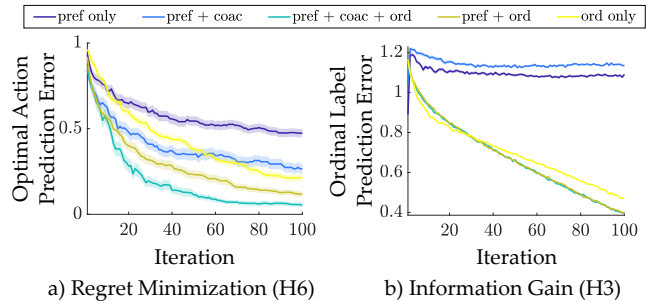 pref only pref + coac pref + coac + ord pref + ord ord only
Optimal Action
Prediction Error
1
0.5
0
20 40 60 80 100
Iteration
a) Regret Minimization (H6)
Ordinal Label
Prediction Error
1.2
1
0.8
0.6
0.4
20 40 60 80 100
Iteration
b) Information Gain (H3)